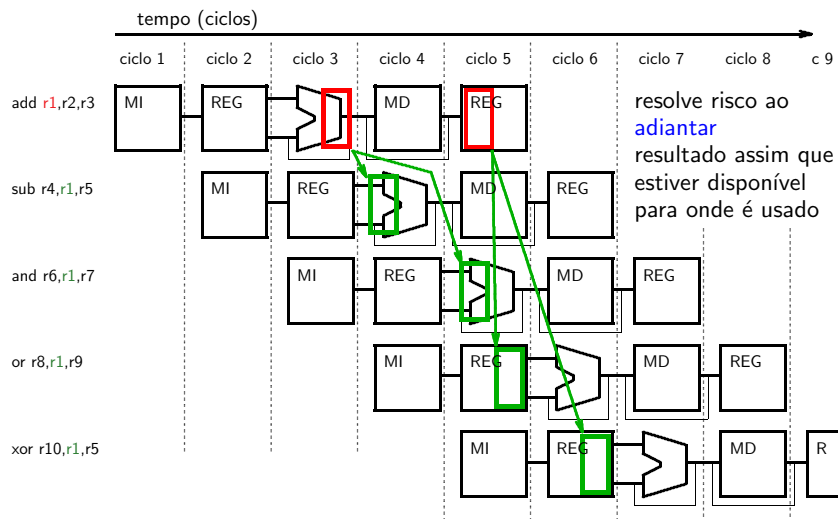 tempo (ciclos)
ciclo 1 ciclo 2 ciclo 3 ciclo 4 ciclo 5 ciclo 6 ciclo 7 ciclo 8 c 9
add r1,r2,r3 MI REG MD REG
resolve risco ao
adiantar
resultado assim que
estiver disponível
para onde é usado
sub r4,r1,r5 MI REG MD REG
and r6,r1,r7 MI REG MD REG
or r8,r1,r9 MI REG MD REG
xor r10,r1,r5 MI REG MD R